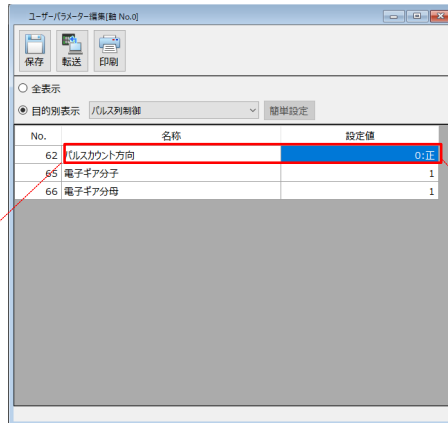 ユーザーパラメーター編集[軸 No.0]
保存 転送 印刷
全表示
目的別表示 パルス列制御 簡単設定
No. 名称 設定値
62 パルスカウント方向 0:正
65 電子ギア分子 1
66 電子ギア分母 1